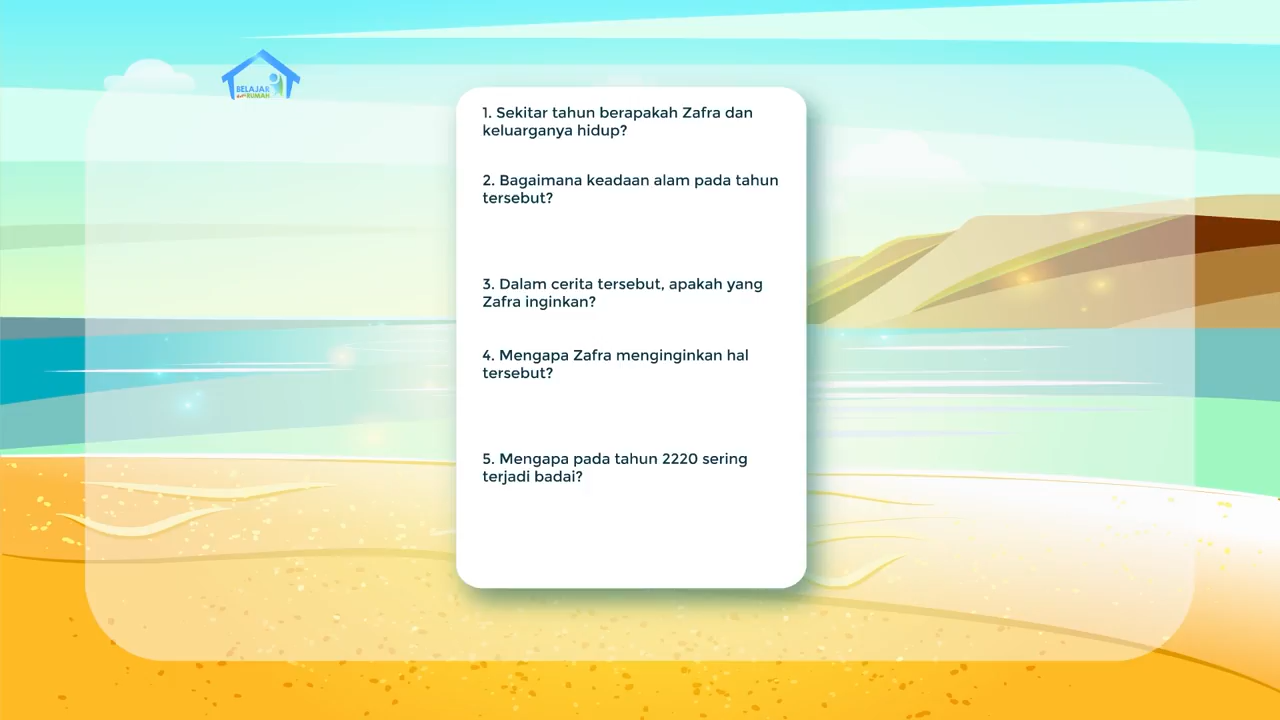 BELAJAR
dari RUMAH
1. Sekitar tahun berapakah Zafra dan
keluarganya hidup?
2. Bagaimana keadaan alam pada tahun
tersebut?
3. Dalam cerita tersebut, apakah yang
Zafra inginkan?
4. Mengapa Zafra menginginkan hal
tersebut?
5. Mengapa pada tahun 2220 sering
terjadi badai?